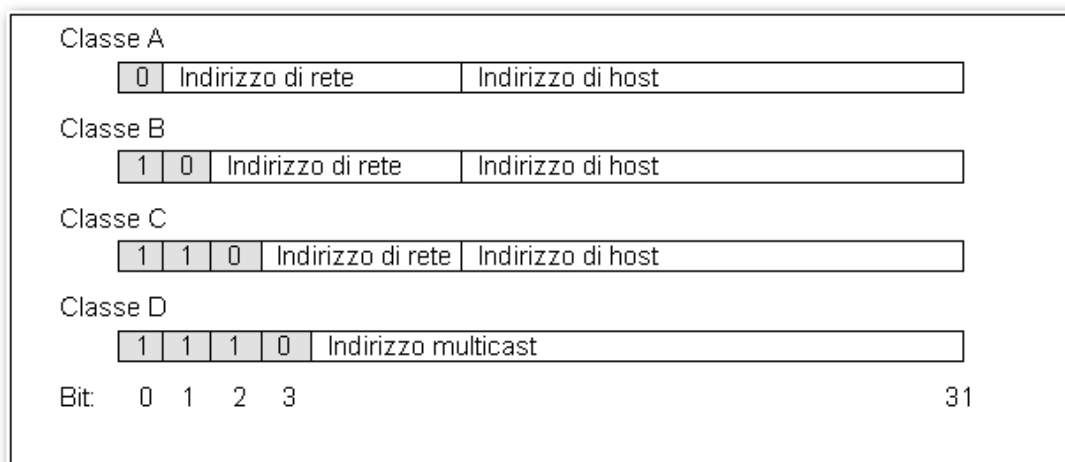 Classe A
0 Indirizzo di rete Indirizzo di host
Classe B
1 0 Indirizzo di rete Indirizzo di host
Classe C
1 1 0 Indirizzo di rete Indirizzo di host
Classe D
1 1 1 0 Indirizzo multicast
Bit: 0 1 2 3 31